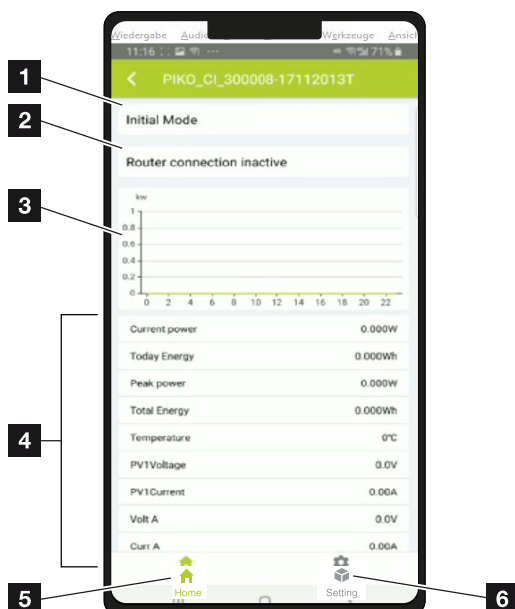 Wiedergabe Audio Werkzeuge Ansich
11:16 71%
PIKO_CI_300008-17112013T
1
Initial Mode
2
Router connection inactive
3
kw
1
0.8
0.6
0.4
0.2
0
0 2 4 6 8 10 12 14 16 18 20 22
4
Current power 0.000W
Today Energy 0.000Wh
Peak power 0.000W
Total Energy 0.000Wh
Temperature 0°C
PV1Voltage 0.0V
PV1Current 0.00A
Volt A 0.0V
Curr A 0.00A
5
Home Setting
6